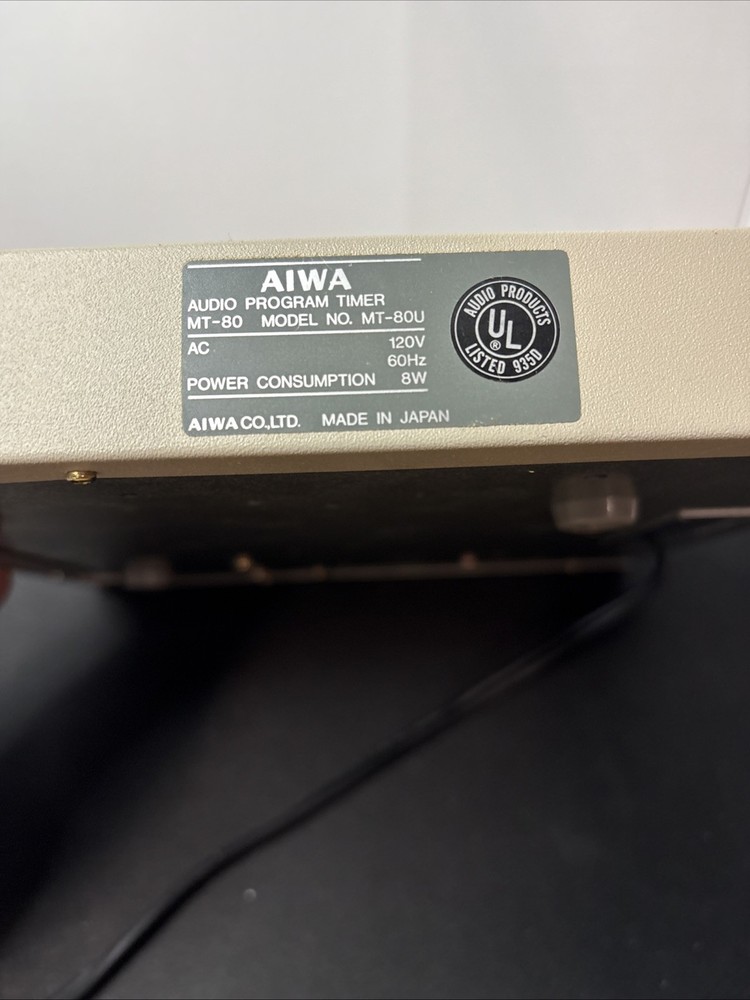 AIWA
AUDIO PROGRAM TIMER
MT-80 MODEL NO. MT-80U
AC 120V
60Hz
POWER CONSUMPTION 8W
AIWA CO.,LTD. MADE IN JAPAN
AUDIO PRODUCTS
UL
®
LISTED 935D